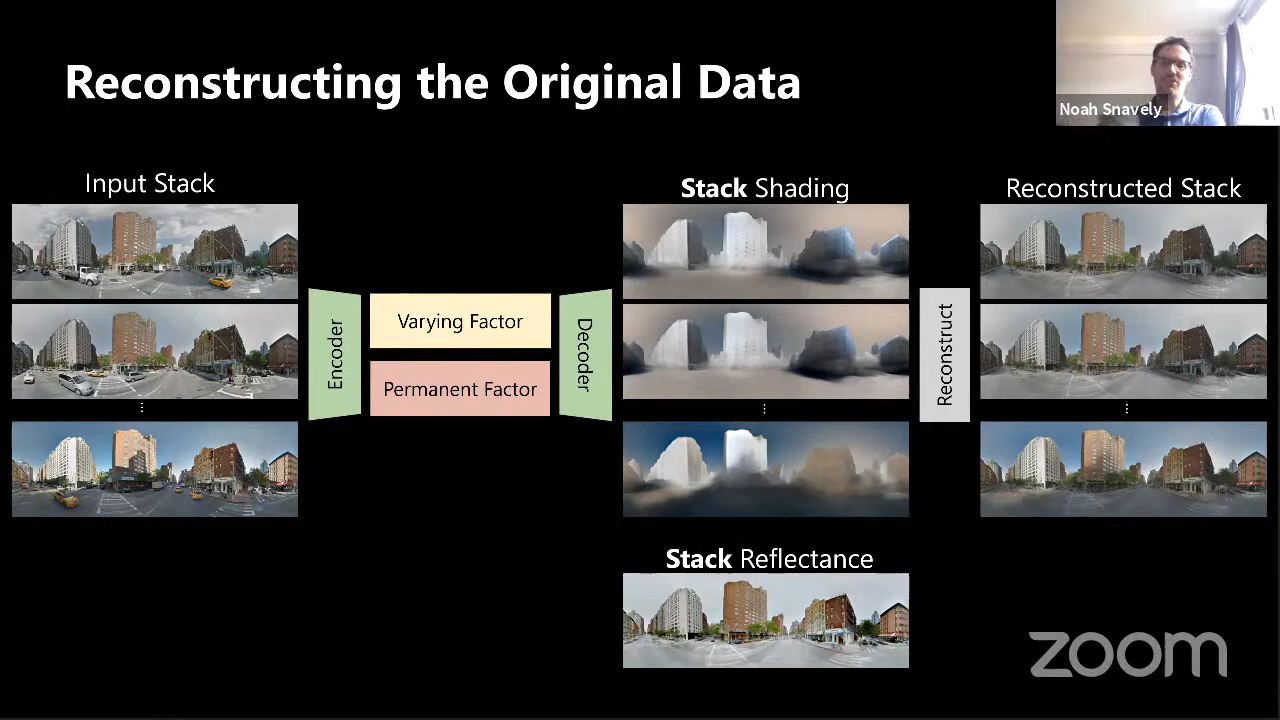 Reconstructing the Original Data
Noah Snavely
Input Stack
Stack Shading
Reconstructed Stack
Encoder
Varying Factor
Permanent Factor
Decoder
Reconstruct
...
...
...
Stack Reflectance
zoom